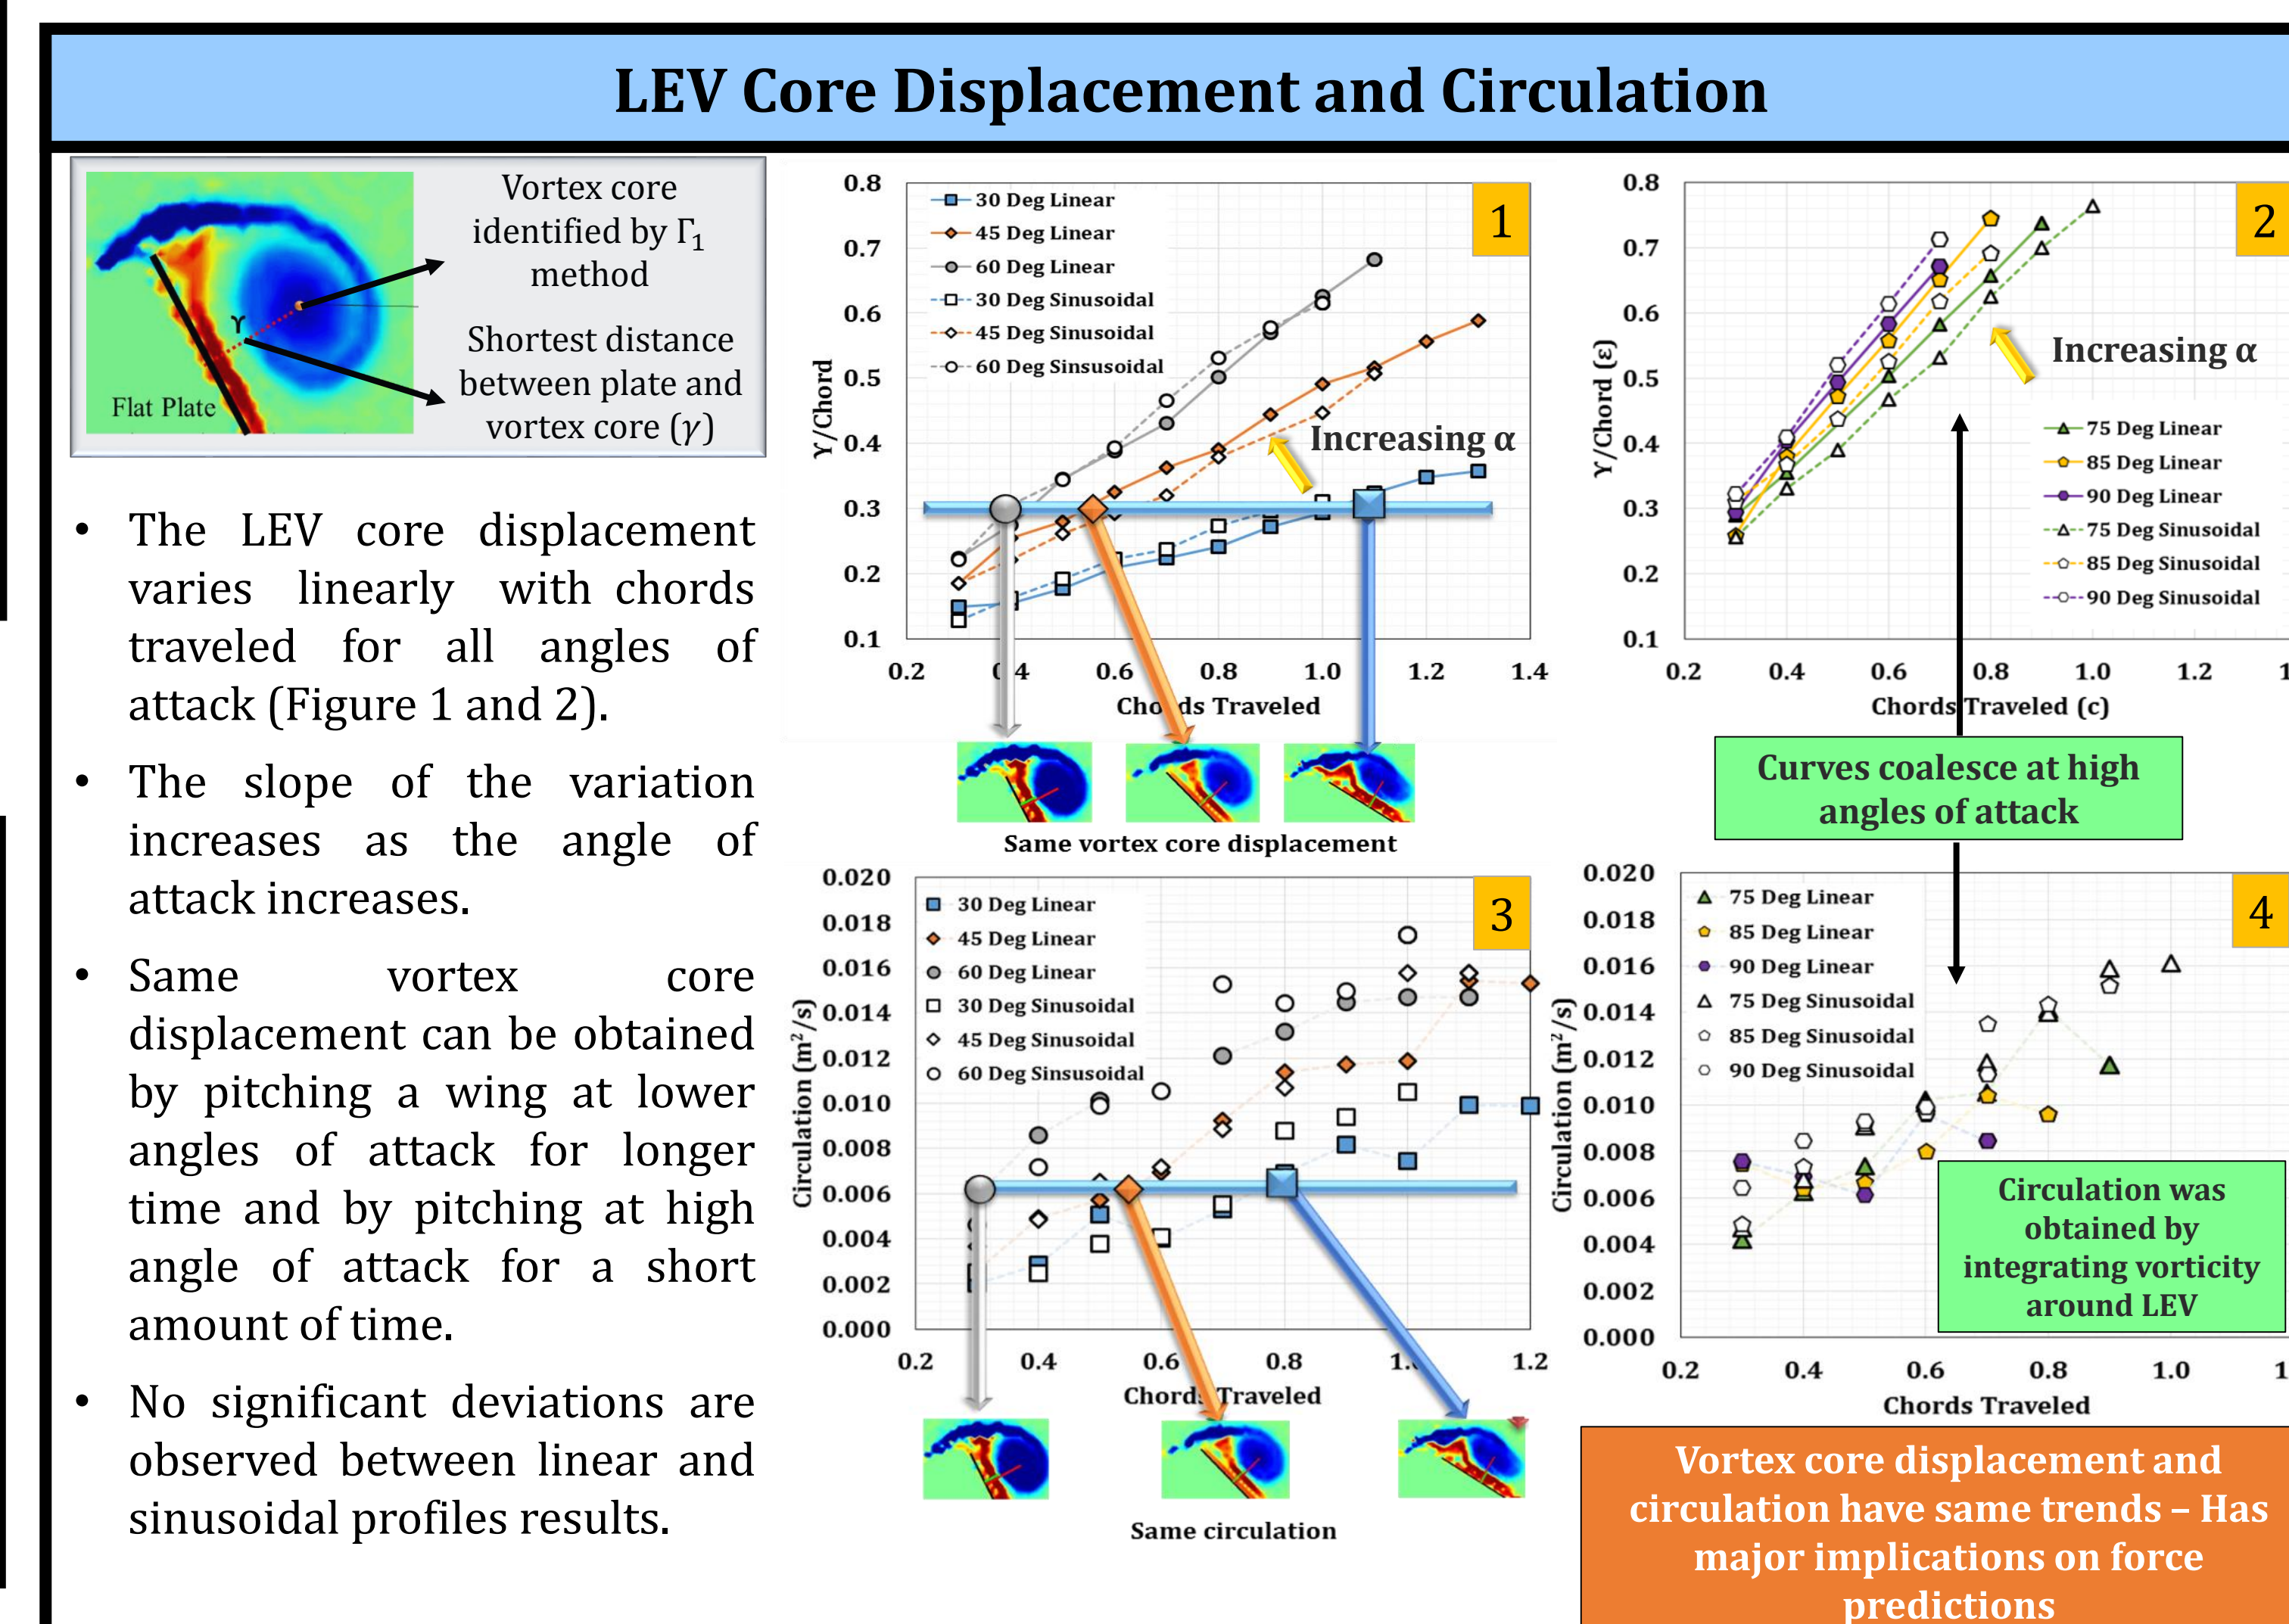 LEV Core Displacement and Circulation
Vortex core
identified by Γ₁
method
Shortest distance
between plate and
vortex core (γ)
ϒ
Flat Plate
• The LEV core displacement
varies linearly with chords
traveled for all angles of
attack (Figure 1 and 2).
• The slope of the variation
increases as the angle of
attack increases.
• Same vortex core
displacement can be obtained
by pitching a wing at lower
angles of attack for longer
time and by pitching at high
angle of attack for a short
amount of time.
• No significant deviations are
observed between linear and
sinusoidal profiles results.
1
30 Deg Linear
45 Deg Linear
60 Deg Linear
30 Deg Sinusoidal
45 Deg Sinusoidal
60 Deg Sinsusoidal
Increasing α
ϒ/Chord
0.8
0.7
0.6
0.5
0.4
0.3
0.2
0.1
0.2 0.4 0.6 0.8 1.0 1.2 1.4
Chords Traveled
Same vortex core displacement
2
Increasing α
75 Deg Linear
85 Deg Linear
90 Deg Linear
75 Deg Sinusoidal
85 Deg Sinusoidal
90 Deg Sinusoidal
ϒ/Chord (ε)
0.8
0.7
0.6
0.5
0.4
0.3
0.2
0.1
0.2 0.4 0.6 0.8 1.0 1.2
Chords Traveled (c)
Curves coalesce at high
angles of attack
3
30 Deg Linear
45 Deg Linear
60 Deg Linear
30 Deg Sinusoidal
45 Deg Sinusoidal
60 Deg Sinsusoidal
Circulation (m²/s)
0.020
0.018
0.016
0.014
0.012
0.010
0.008
0.006
0.004
0.002
0.000
0.2 0.4 0.6 0.8 1.2
Chords Traveled
Same circulation
4
75 Deg Linear
85 Deg Linear
90 Deg Linear
75 Deg Sinusoidal
85 Deg Sinusoidal
90 Deg Sinusoidal
Circulation (m²/s)
0.020
0.018
0.016
0.014
0.012
0.010
0.008
0.006
0.004
0.002
0.000
0.2 0.4 0.6 0.8 1.0
Chords Traveled
Circulation was
obtained by
integrating vorticity
around LEV
Vortex core displacement and
circulation have same trends – Has
major implications on force
predictions